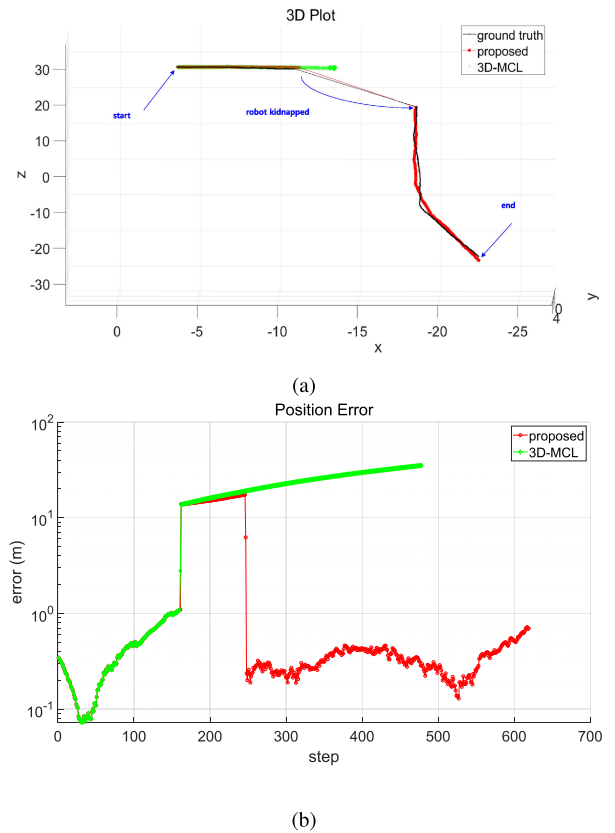 3D Plot
ground truth
proposed
3D-MCL
start
robot kidnapped
end
z
30
20
10
0
-10
-20
-30
0
-5
-10
-15
-20
-25
x
0
4
y
(a)
Position Error
proposed
3D-MCL
error (m)
10^2
10^1
10^0
10^-1
0
100
200
300
400
500
600
700
step
(b)